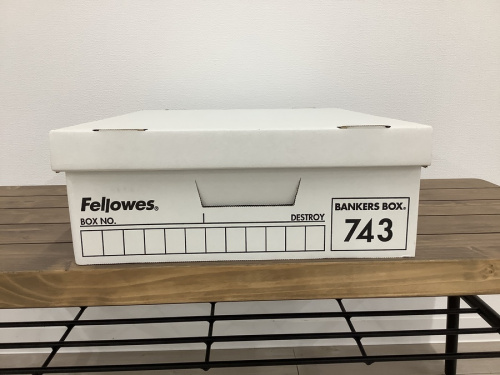 Fellowes®
BOX NO.
DESTROY
BANKERS BOX®
743